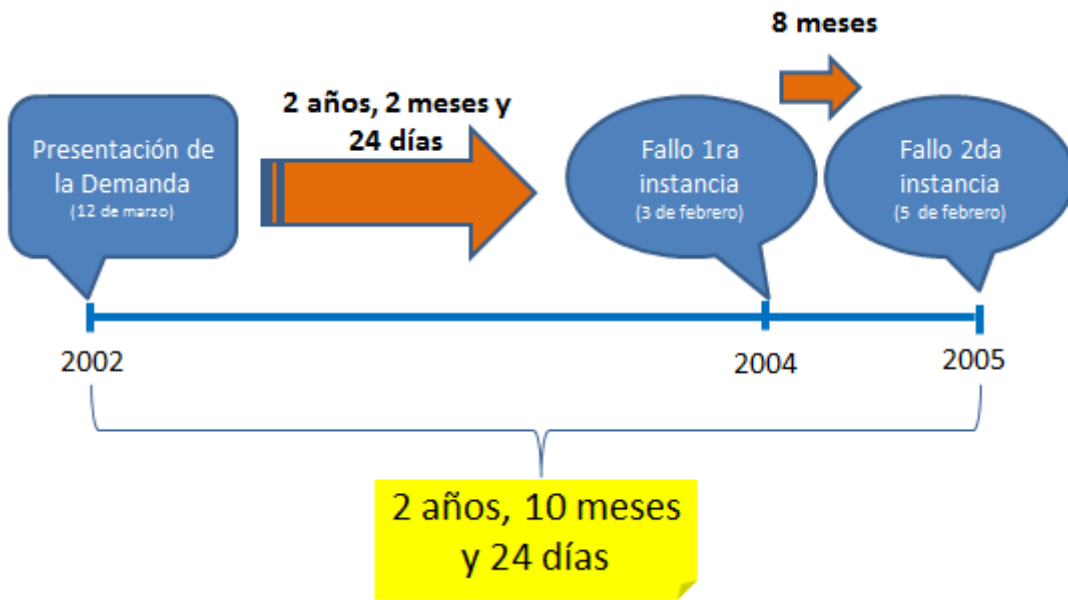 8 meses
2 años, 2 meses y
24 días
Presentación de
la Demanda
(12 de marzo)
Fallo 1ra
instancia
(3 de febrero)
Fallo 2da
instancia
(5 de febrero)
2002
2004
2005
2 años, 10 meses
y 24 días